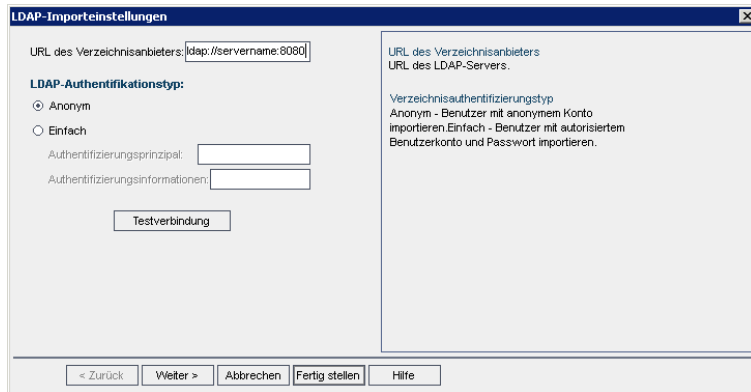 LDAP-Importeinstellungen
URL des Verzeichnisanbieters: ldap://servername:8080
LDAP-Authentifikationstyp:
Anonym
Einfach
Authentifizierungsprinzipal:
Authentifizierungsinformationen:
Testverbindung
URL des Verzeichnisanbieters
URL des LDAP-Servers.
Verzeichnisauthentifizierungstyp
Anonym - Benutzer mit anonymem Konto
importieren.Einfach - Benutzer mit autorisiertem
Benutzerkonto und Passwort importieren.
< Zurück Weiter > Abbrechen Fertig stellen Hilfe